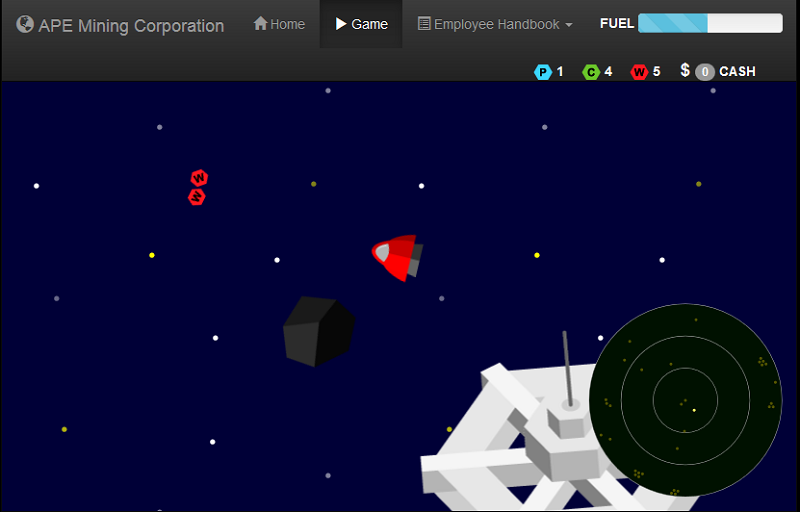 APE Mining Corporation Home Game Employee Handbook FUEL
P 1 C 4 W 5 $ 0 CASH
W
W